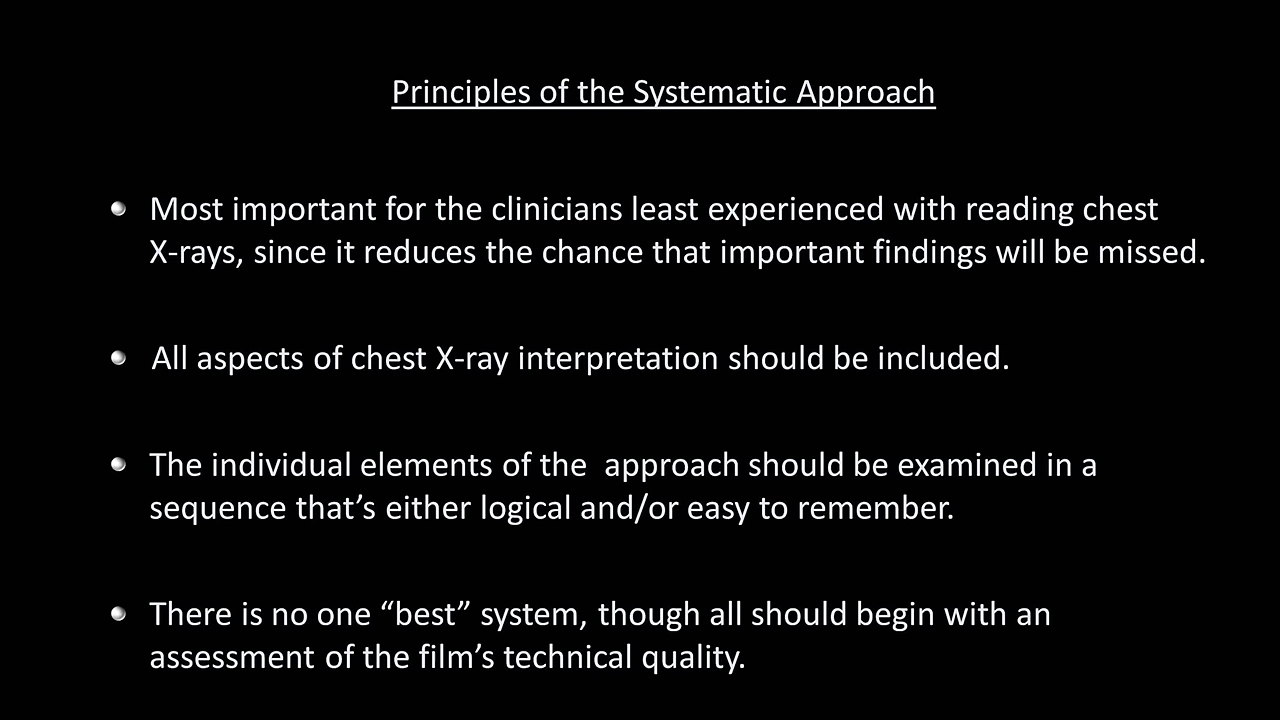 Principles of the Systematic Approach
Most important for the clinicians least experienced with reading chest
X-rays, since it reduces the chance that important findings will be missed.
All aspects of chest X-ray interpretation should be included.
The individual elements of the  approach should be examined in a
sequence that’s either logical and/or easy to remember.
There is no one “best” system, though all should begin with an
assessment of the film’s technical quality.